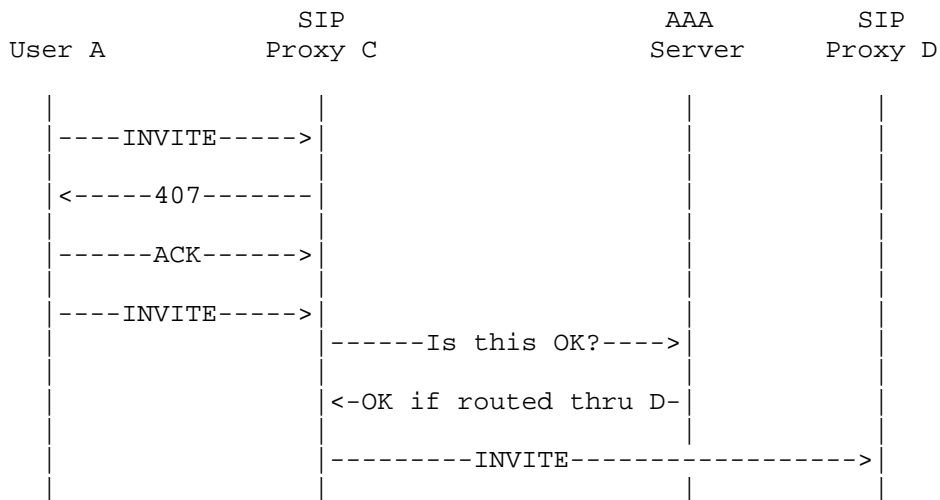 SIP AAA SIP
User A Proxy C Server Proxy D
| | | |
|----INVITE----->| | |
| | | |
|<-----407-------| | |
| | | |
|------ACK------>| | |
| | | |
|----INVITE----->| | |
| |------Is this OK?---->| |
| | | |
| |<-OK if routed thru D-| |
| | | |
| |---------INVITE------------------>|
| | | |